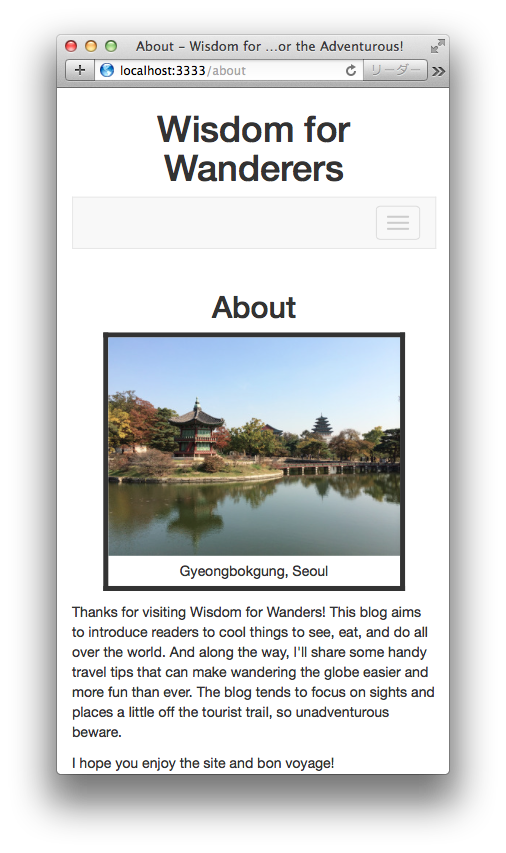 About – Wisdom for ...or the Adventurous!
localhost:3333/about
リーダー
Wisdom for
Wanderers
About
Gyeongbokgung, Seoul
Thanks for visiting Wisdom for Wanders! This blog aims
to introduce readers to cool things to see, eat, and do all
over the world. And along the way, I'll share some handy
travel tips that can make wandering the globe easier and
more fun than ever. The blog tends to focus on sights and
places a little off the tourist trail, so unadventurous
beware.
I hope you enjoy the site and bon voyage!